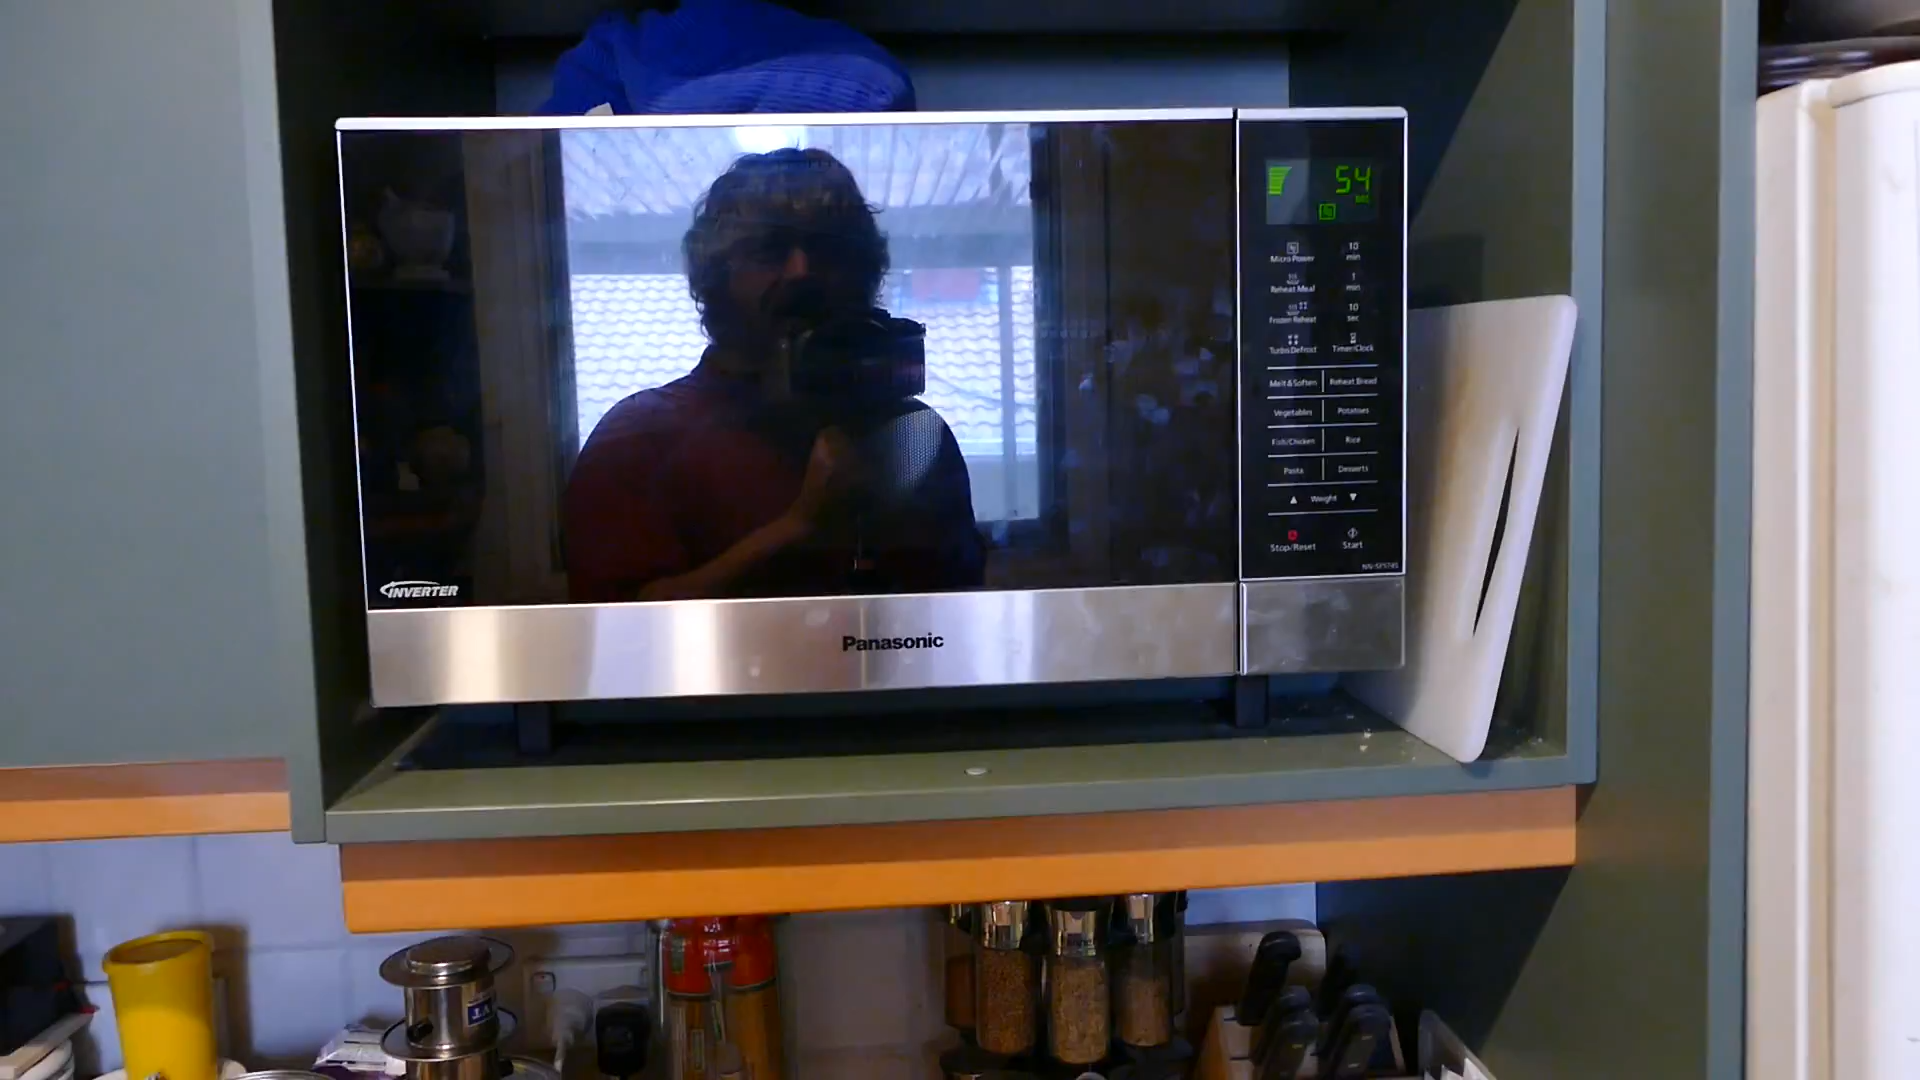 54
SEC
Micro Power
10
min
Reheat Meal
1
min
Frozen Reheat
10
sec
Turbo Defrost
Timer/Clock
Melt & Soften
Reheat Bread
Vegetables
Potatoes
Fish/Chicken
Rice
Pasta
Desserts
Weight
Stop/Reset
Start
INVERTER
Panasonic